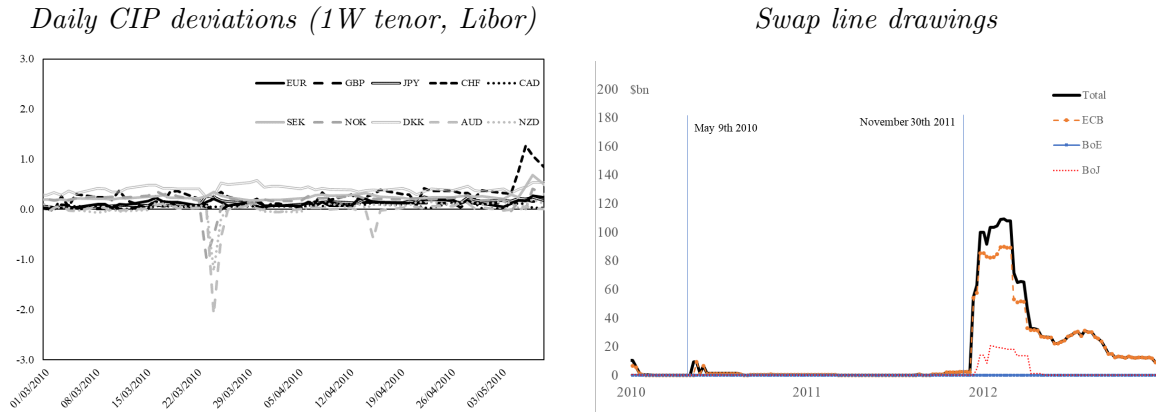 Daily CIP deviations (1W tenor, Libor)
3.0
2.0
1.0
0.0
-1.0
-2.0
-3.0
EUR GBP JPY CHF CAD
SEK NOK DKK AUD NZD
01/03/2010
08/03/2010
15/03/2010
22/03/2010
29/03/2010
05/04/2010
12/04/2010
19/04/2010
26/04/2010
03/05/2010
Swap line drawings
200 $bn
180
160
140
120
100
80
60
40
20
0
May 9th 2010
November 30th 2011
Total
ECB
BoE
BoJ
2010 2011 2012